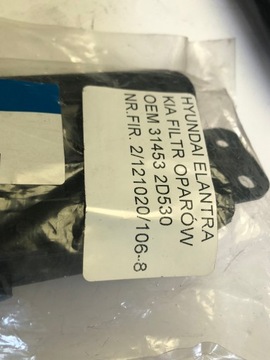 HYUNDAI ELANTRA
KIA FILTR OPARÓW
OEM 31453 2D530
NR.FIR. 2/121020/106-8